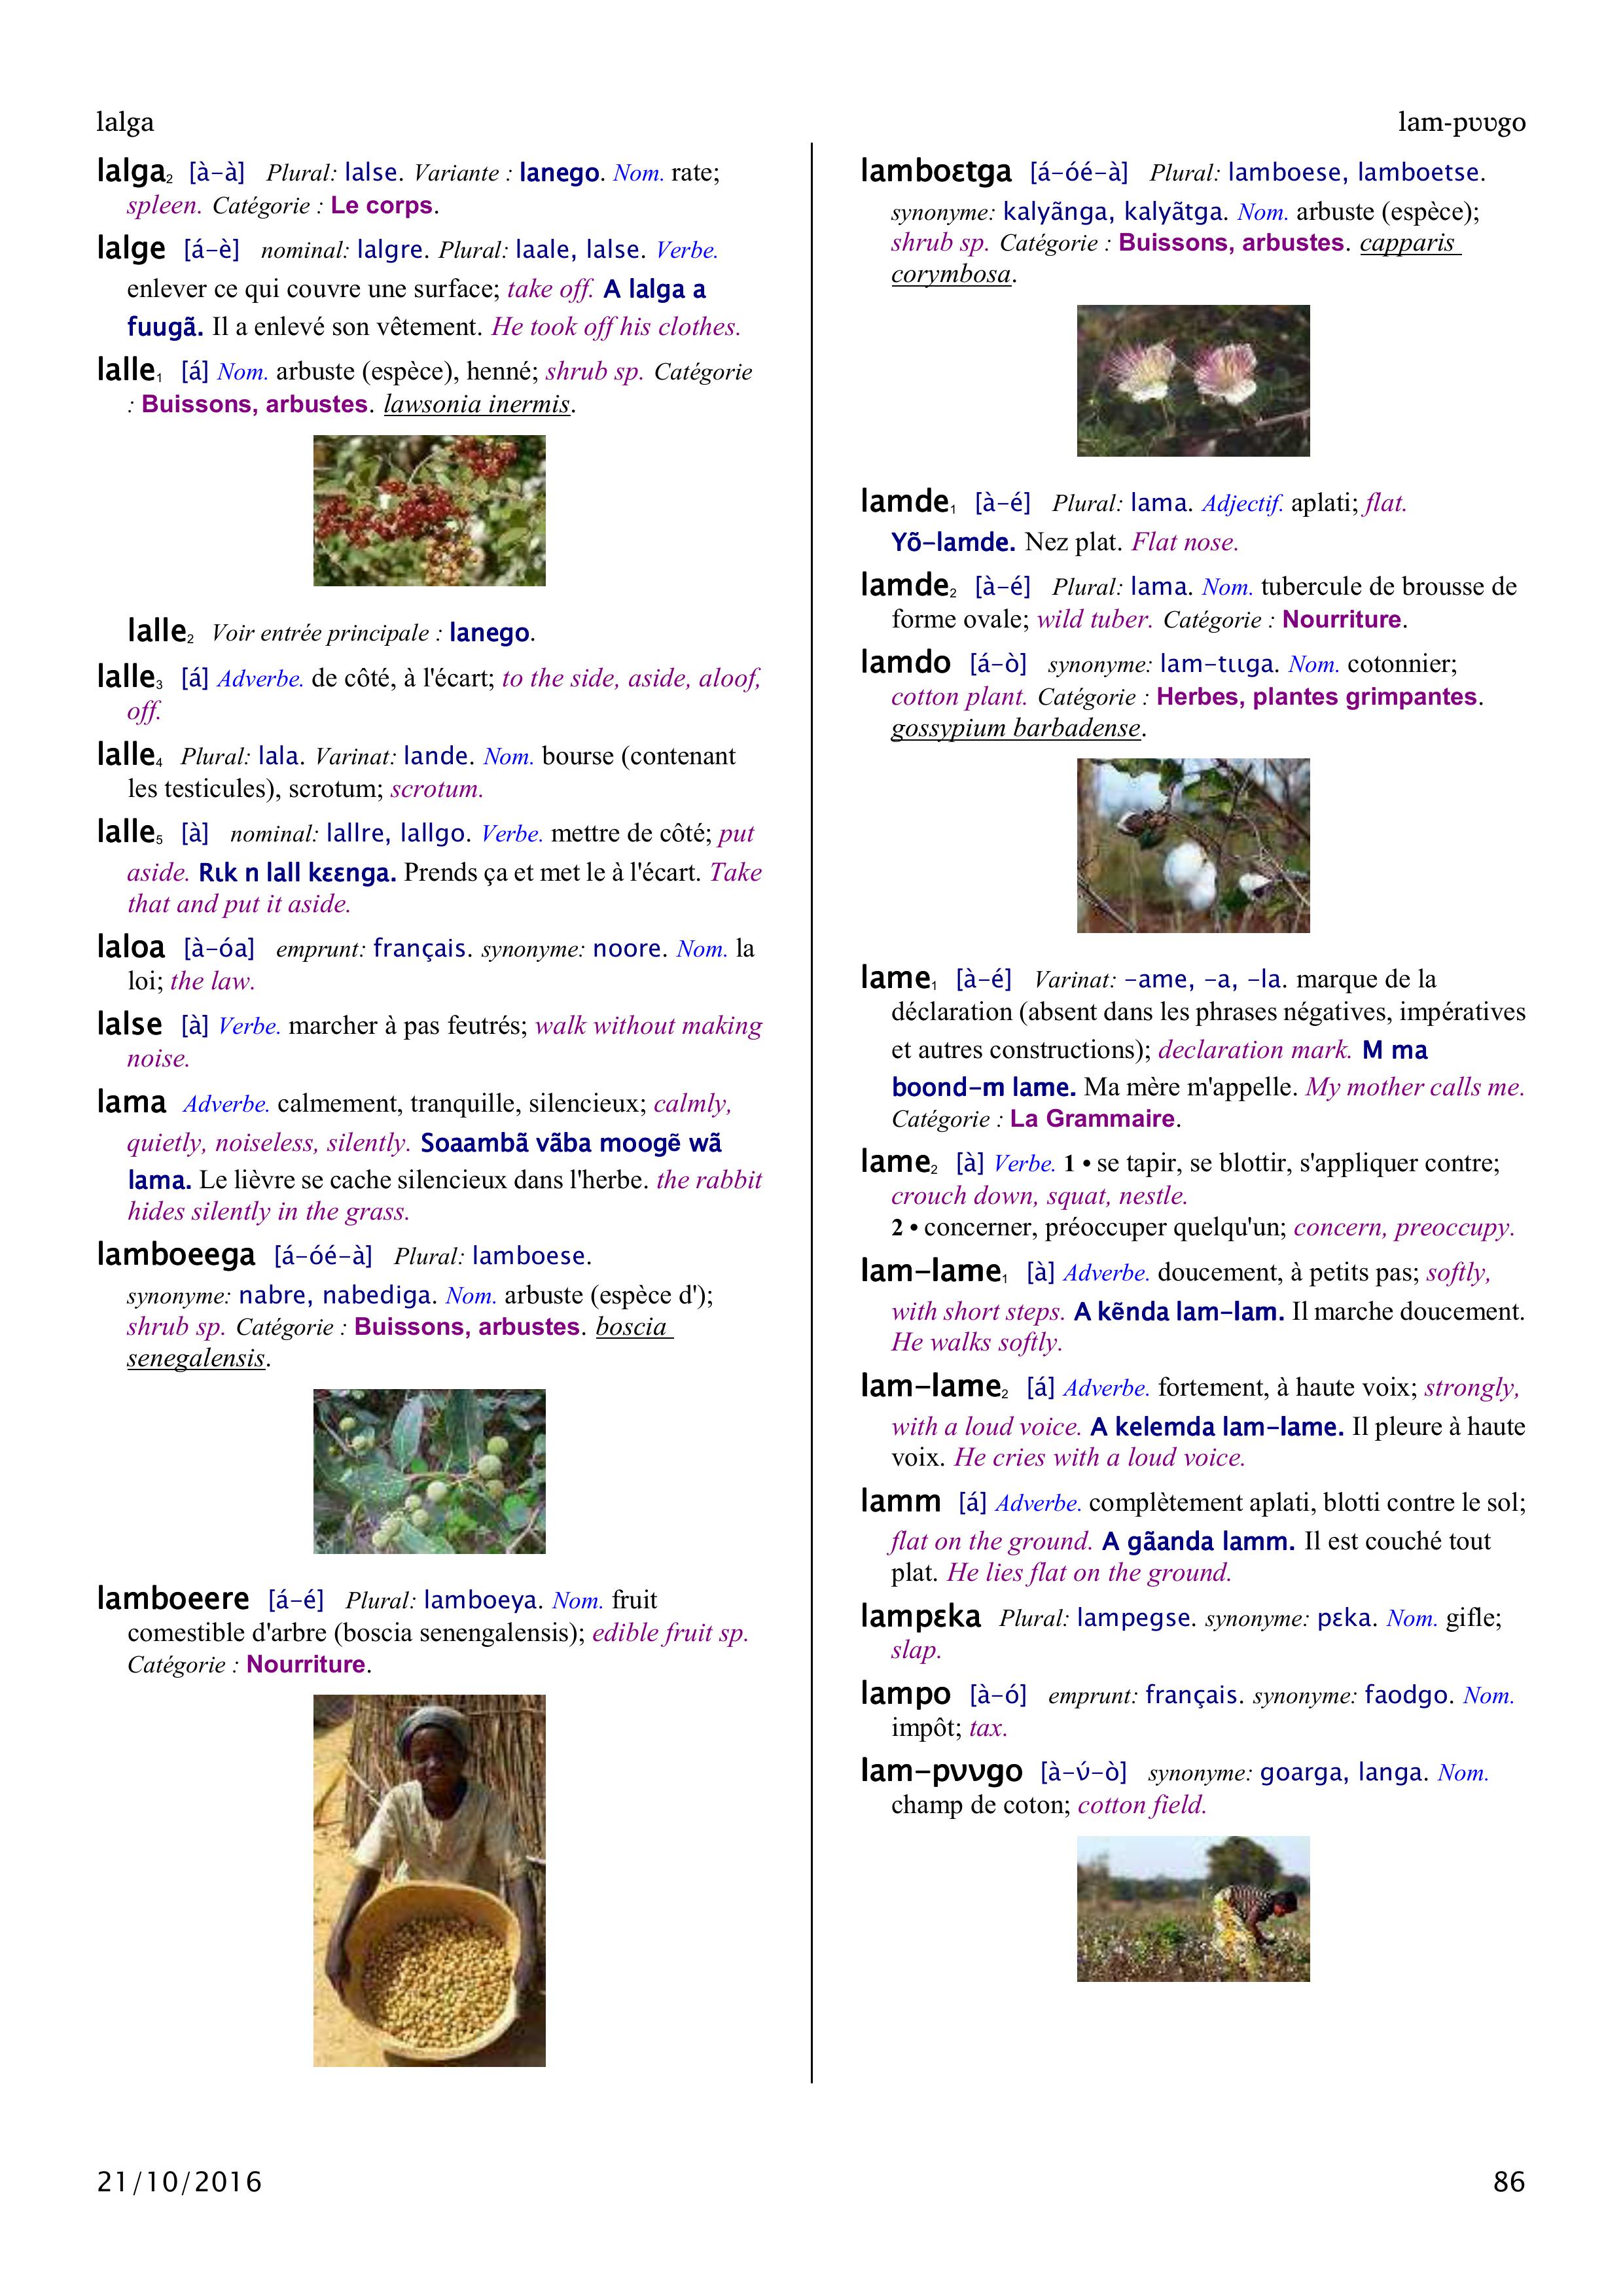 lalga
lam-pʋʋgo
lalga₂ [à-à] Plural: lalse. Variante : lanego. Nom. rate;
spleen. Catégorie : Le corps.
lalge [á-è] nominal: lalgre. Plural: laale, lalse. Verbe.
enlever ce qui couvre une surface; take off. A lalga a
fuugã. Il a enlevé son vêtement. He took off his clothes.
lalle₁ [á] Nom. arbuste (espèce), henné; shrub sp. Catégorie
: Buissons, arbustes. lawsonia inermis.
lalle₂ Voir entrée principale : lanego.
lalle₃ [á] Adverbe. de côté, à l'écart; to the side, aside, aloof,
off.
lalle₄ Plural: lala. Varinat: lande. Nom. bourse (contenant
les testicules), scrotum; scrotum.
lalle₅ [à] nominal: lallre, lallgo. Verbe. mettre de côté; put
aside. Rɩk n lall kɛɛnga. Prends ça et met le à l'écart. Take
that and put it aside.
laloa [à-óa] emprunt: français. synonyme: noore. Nom. la
loi; the law.
lalse [à] Verbe. marcher à pas feutrés; walk without making
noise.
lama Adverbe. calmement, tranquille, silencieux; calmly,
quietly, noiseless, silently. Soaambã vãba moogẽ wã
lama. Le lièvre se cache silencieux dans l'herbe. the rabbit
hides silently in the grass.
lamboeega [á-óé-à] Plural: lamboese.
synonyme: nabre, nabediga. Nom. arbuste (espèce d');
shrub sp. Catégorie : Buissons, arbustes. boscia
senegalensis.
lamboeere [á-é] Plural: lamboeya. Nom. fruit
comestible d'arbre (boscia senengalensis); edible fruit sp.
Catégorie : Nourriture.
lamboɛtga [á-óé-à] Plural: lamboese, lamboetse.
synonyme: kalyãnga, kalyãtga. Nom. arbuste (espèce);
shrub sp. Catégorie : Buissons, arbustes. capparis
corymbosa.
lamde₁ [à-é] Plural: lama. Adjectif. aplati; flat.
Yõ-lamde. Nez plat. Flat nose.
lamde₂ [à-é] Plural: lama. Nom. tubercule de brousse de
forme ovale; wild tuber. Catégorie : Nourriture.
lamdo [á-ò] synonyme: lam-tɩɩga. Nom. cotonnier;
cotton plant. Catégorie : Herbes, plantes grimpantes.
gossypium barbadense.
lame₁ [à-é] Varinat: -ame, -a, -la. marque de la
déclaration (absent dans les phrases négatives, impératives
et autres constructions); declaration mark. M ma
boond-m lame. Ma mère m'appelle. My mother calls me.
Catégorie : La Grammaire.
lame₂ [à] Verbe. 1 • se tapir, se blottir, s'appliquer contre;
crouch down, squat, nestle.
2 • concerner, préoccuper quelqu'un; concern, preoccupy.
lam-lame₁ [à] Adverbe. doucement, à petits pas; softly,
with short steps. A kẽnda lam-lam. Il marche doucement.
He walks softly.
lam-lame₂ [á] Adverbe. fortement, à haute voix; strongly,
with a loud voice. A kelemda lam-lame. Il pleure à haute
voix. He cries with a loud voice.
lamm [á] Adverbe. complètement aplati, blotti contre le sol;
flat on the ground. A gãanda lamm. Il est couché tout
plat. He lies flat on the ground.
lampɛka Plural: lampegse. synonyme: pɛka. Nom. gifle;
slap.
lampo [à-ó] emprunt: français. synonyme: faodgo. Nom.
impôt; tax.
lam-pʋʋgo [à-ʋ́-ò] synonyme: goarga, langa. Nom.
champ de coton; cotton field.
21/10/2016
86